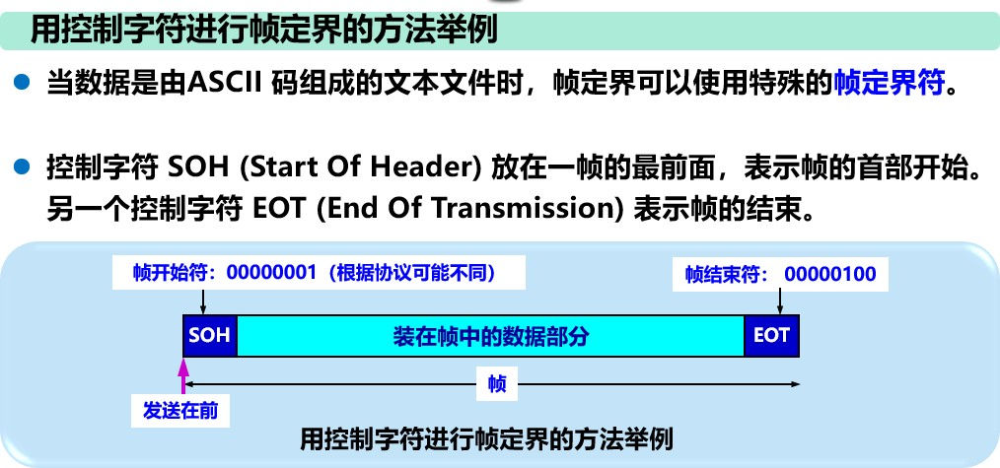 用控制字符进行帧定界的方法举例
当数据是由ASCII 码组成的文本文件时，帧定界可以使用特殊的帧定界符。
控制字符 SOH (Start Of Header) 放在一帧的最前面，表示帧的首部开始。
另一个控制字符 EOT (End Of Transmission) 表示帧的结束。
帧开始符：00000001（根据协议可能不同）
帧结束符： 00000100
SOH
装在帧中的数据部分
EOT
帧
发送在前
用控制字符进行帧定界的方法举例